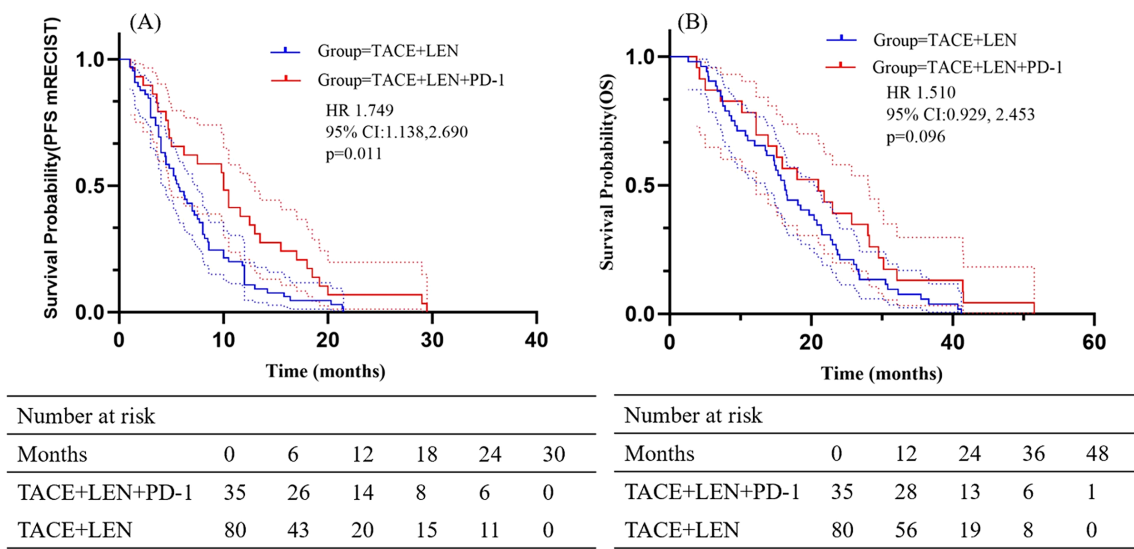 (A)
Survival Probability(PFS mRECIST)
1.0
0.5
0.0
Group=TACE+LEN
Group=TACE+LEN+PD-1
HR 1.749
95% CI:1.138,2.690
p=0.011
0 10 20 30 40
Time (months)
(B)
Survival Probability(OS)
1.0
0.5
0.0
Group=TACE+LEN
Group=TACE+LEN+PD-1
HR 1.510
95% CI:0.929, 2.453
p=0.096
0 20 40 60
Time (months)
Number at risk
Months 0 6 12 18 24 30
TACE+LEN+PD-1 35 26 14 8 6 0
TACE+LEN 80 43 20 15 11 0
Number at risk
Months 0 12 24 36 48
TACE+LEN+PD-1 35 28 13 6 1
TACE+LEN 80 56 19 8 0